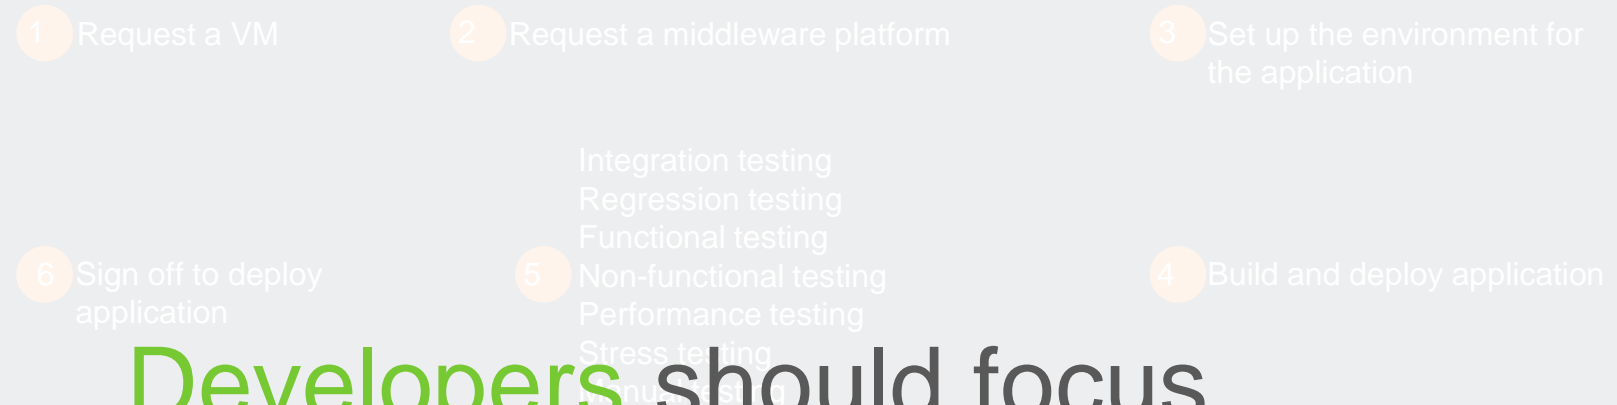 1 Request a VM
2 Request a middleware platform
3 Set up the environment for
the application
Integration testing
Regression testing
Functional testing
6 Sign off to deploy
application
5 Non-functional testing
Performance testing
Stress testing
Manual testing
4 Build and deploy application
Developers should focus